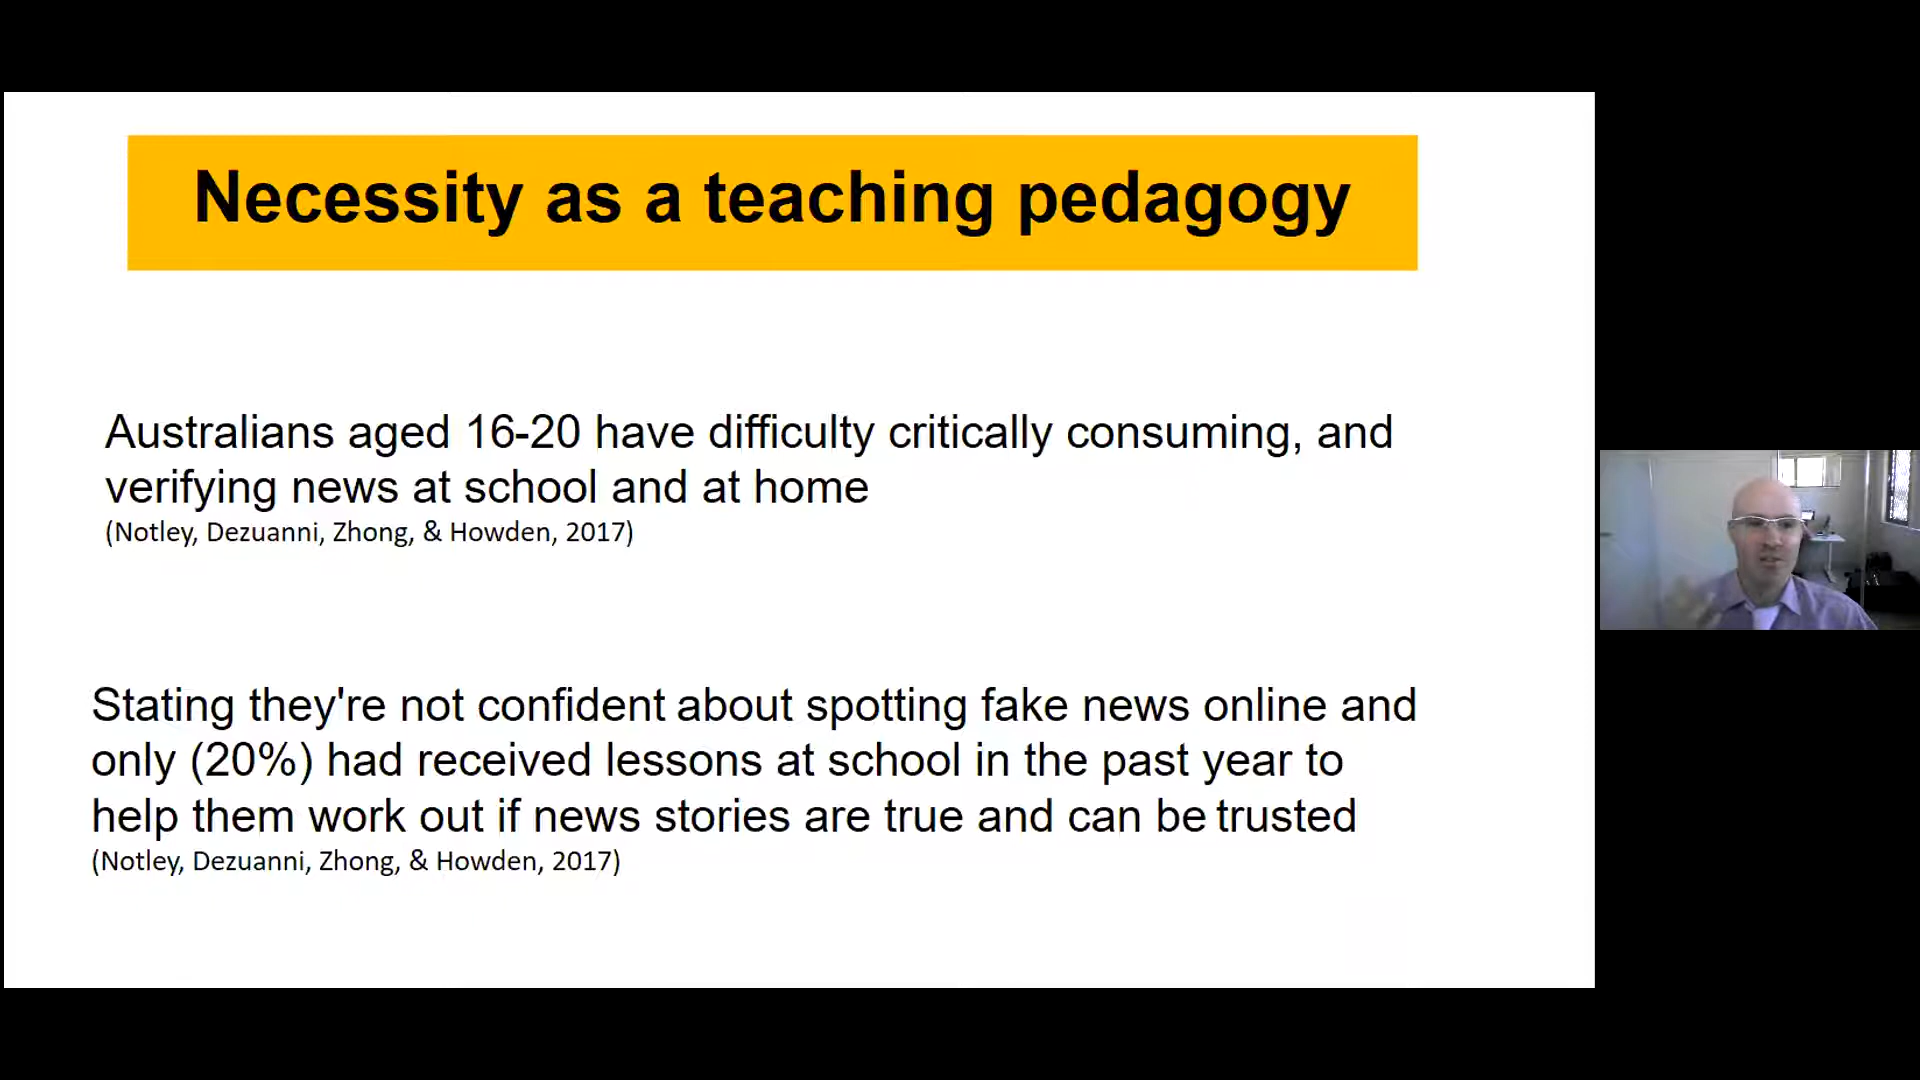 Necessity as a teaching pedagogy
Australians aged 16-20 have difficulty critically consuming, and
verifying news at school and at home
(Notley, Dezuanni, Zhong, & Howden, 2017)
Stating they're not confident about spotting fake news online and
only (20%) had received lessons at school in the past year to
help them work out if news stories are true and can be trusted
(Notley, Dezuanni, Zhong, & Howden, 2017)